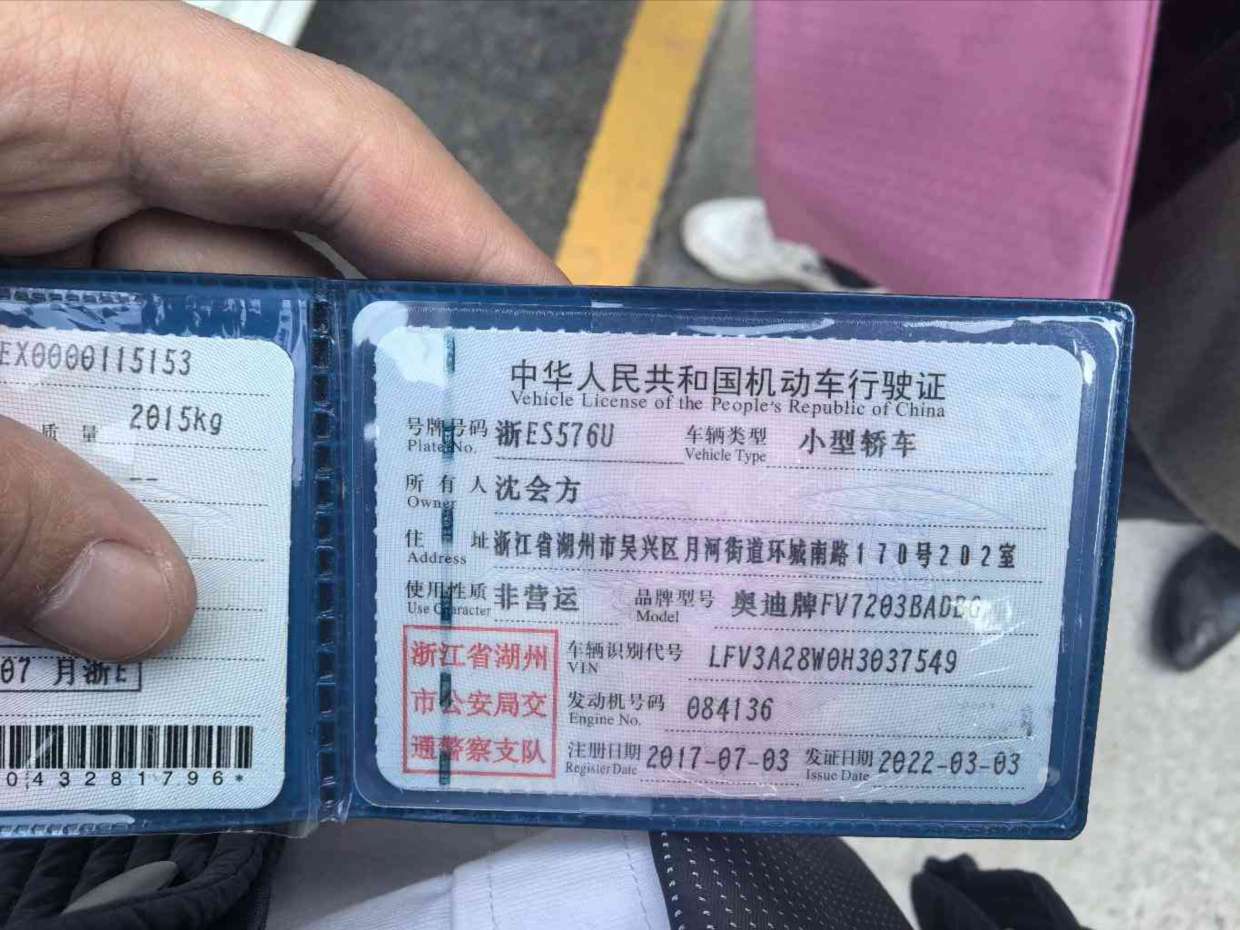 EX0000115153
质 量 2015kg
--
07 月浙E
043281796*
中华人民共和国机动车行驶证
Vehicle License of the People's Republic of China
号牌号码 浙ES576U 车辆类型 小型轿车
Plate No. Vehicle Type
所 有 人 沈会方
Owner
住 址 浙江省湖州市吴兴区月河街道环城南路170号202室
Address
使用性质 非营运 品牌型号 奥迪牌FV7203BADBG
Use Character Model
浙江省湖州
市公安局交
通警察支队
车辆识别代号 LFV3A28W0H3037549
VIN
发动机号码 084136
Engine No.
注册日期 2017-07-03 发证日期 2022-03-03
Register Date Issue Date